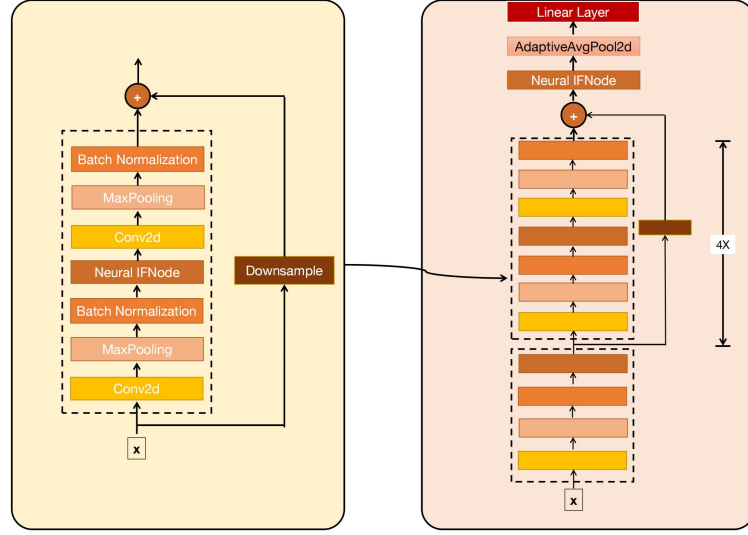 +
Batch Normalization
MaxPooling
Conv2d
Neural IFNode
Batch Normalization
MaxPooling
Conv2d
x
Downsample
Linear Layer
AdaptiveAvgPool2d
Neural IFNode
+
4X
x